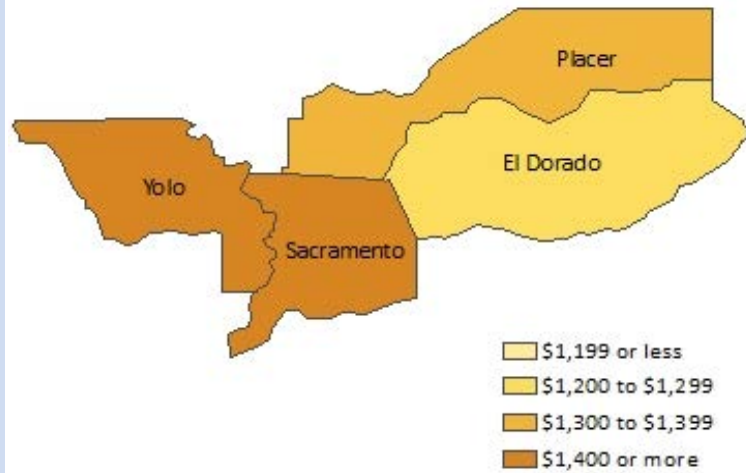 Placer
El Dorado
Yolo
Sacramento
$1,199 or less
$1,200 to $1,299
$1,300 to $1,399
$1,400 or more